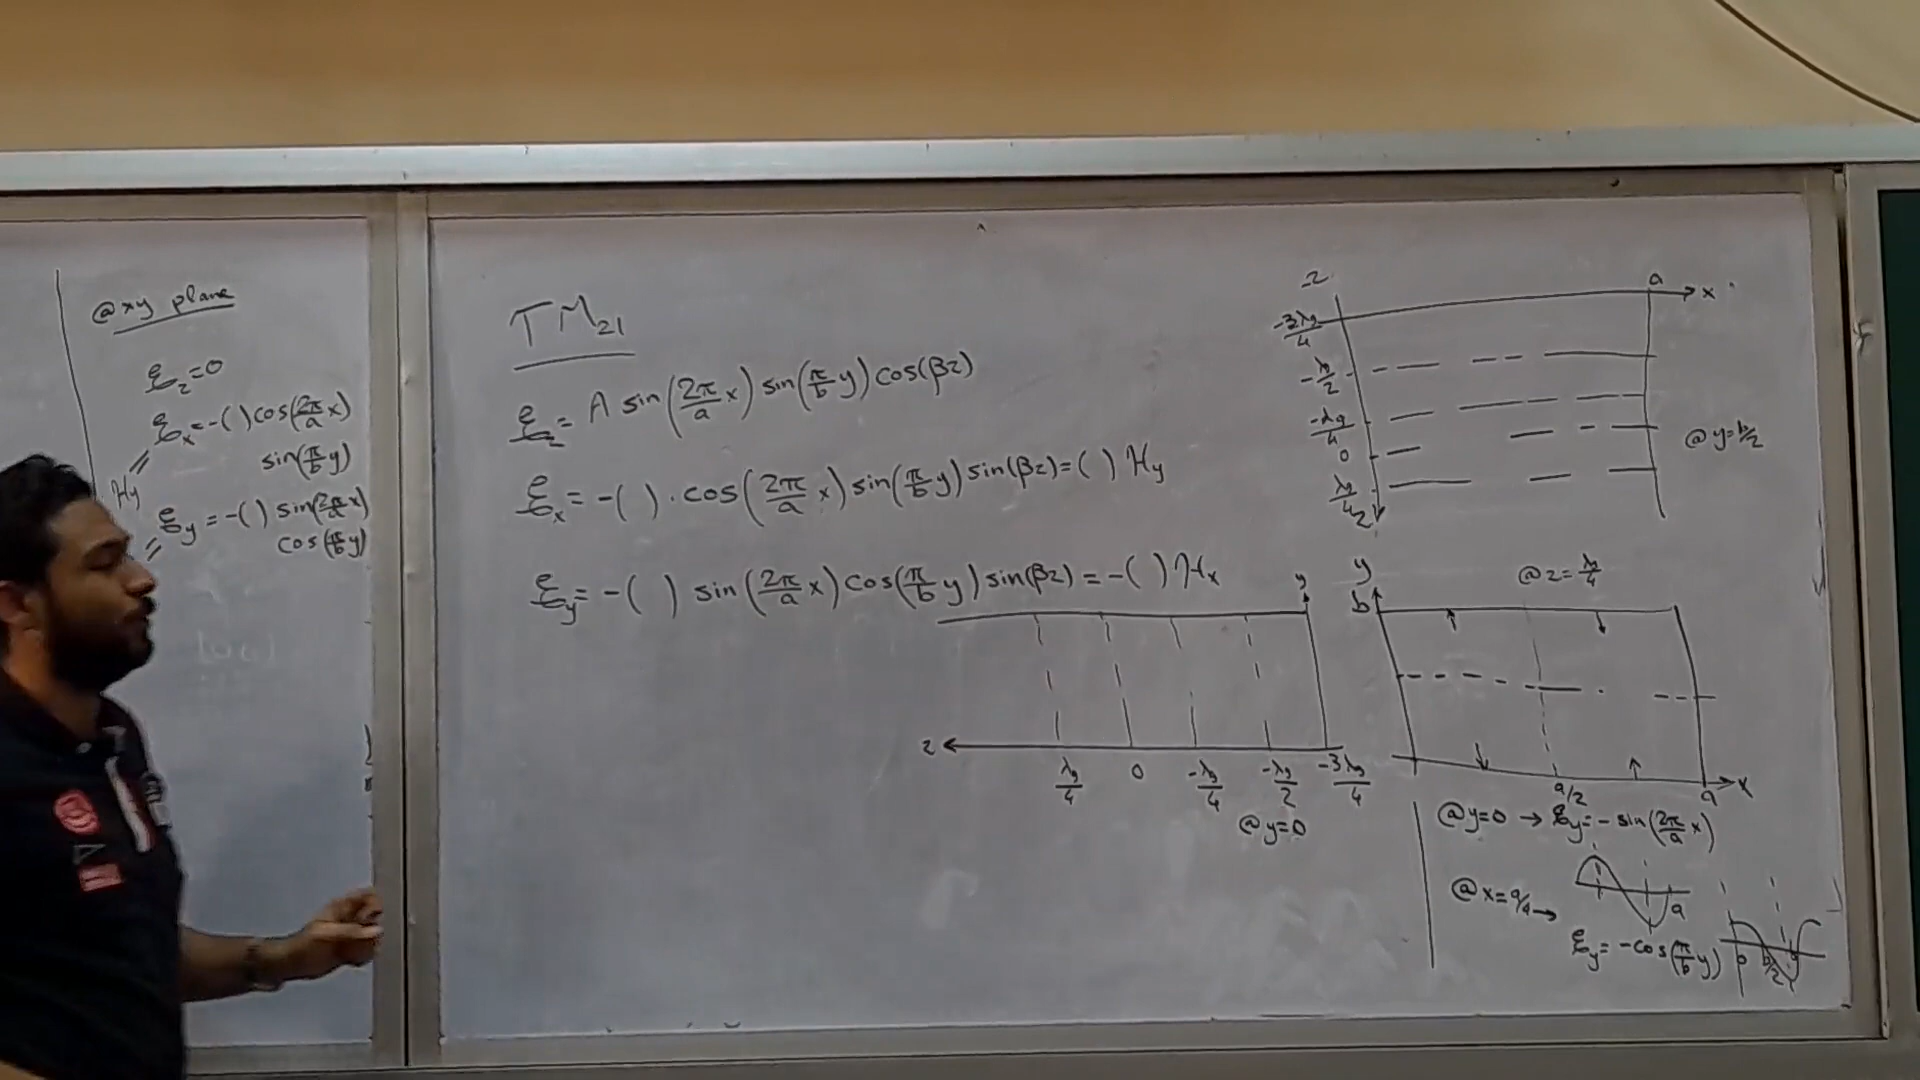 @xy plane
ℰz=0
ℰx=-( )cos(2π/a x)
sin(π/b y)
Hy
ℰy=-( ) sin(2π/a x)
cos(π/b y)
TM21
ℰz= A sin(2π/a x) sin(π/b y) cos(βz)
ℰx= -( ) . cos(2π/a x) sin(π/b y) sin(βz)=( ) Hy
ℰy= -( ) sin(2π/a x) cos(π/b y) sin(βz) = -( ) Hx
a
x
-3λg/4
-λg/2
-λg/4
0
λg/4
z
@ y=b/2
y
z
λg/4
0
-λg/4
-λg/2
-3λg/4
@ y=0
@ z= λg/4
y
b
a/2
a
x
@ y=0 → ℰy= - sin(2π/a x)
a
@ x=a/4 →
ℰy= -cos(π/b y)
0
b/2